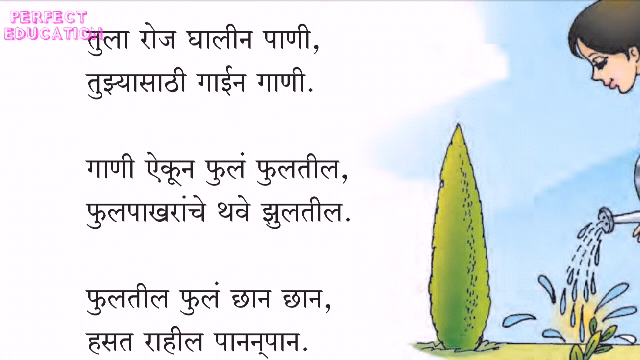 PERFECT
EDUCATION
तुला रोज घालीन पाणी,
तुझ्यासाठी गाईन गाणी.
गाणी ऐकून फुलं फुलतील,
फुलपाखरांचे थवे झुलतील.
फुलतील फुलं छान छान,
हसत राहील पानन्‌पान.